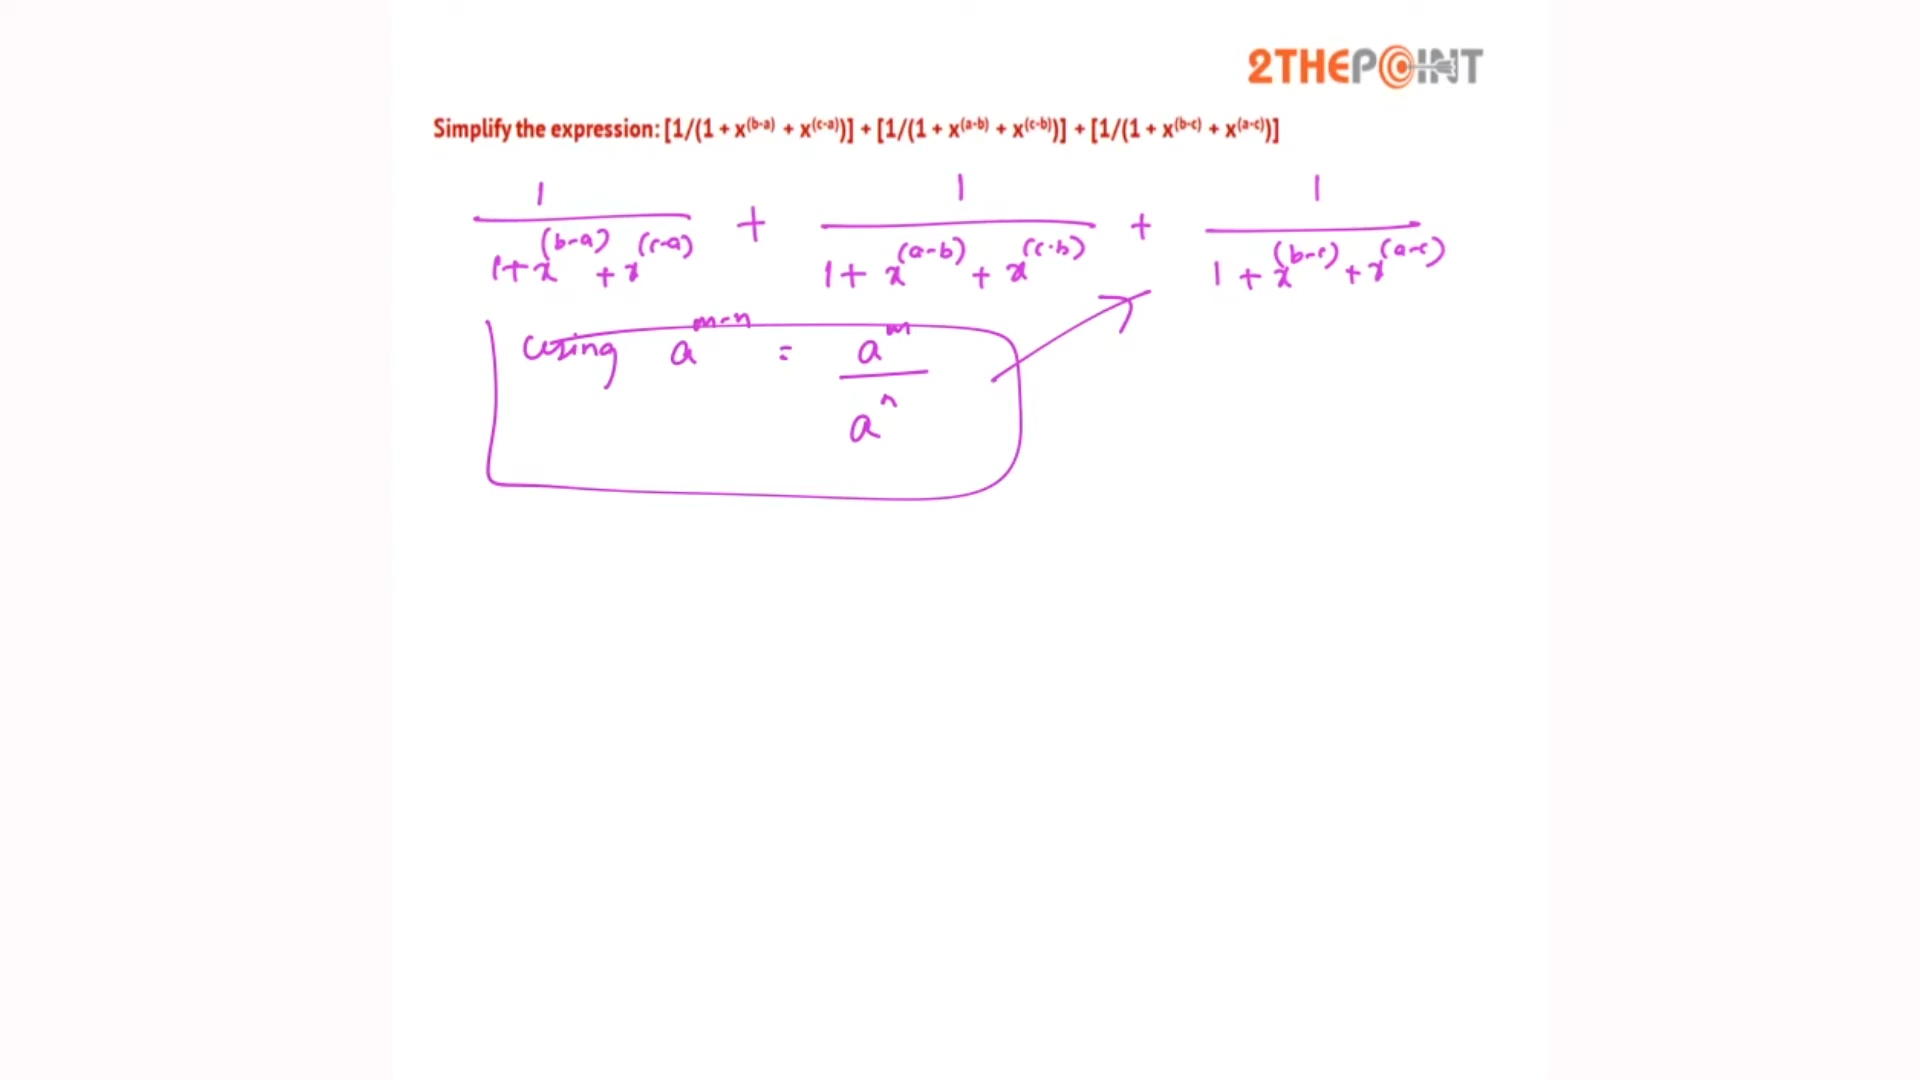 2THEPOINT
Simplify the expression: [1/(1 + x^(b-a) + x^(c-a))] + [1/(1 + x^(a-b) + x^(c-b))] + [1/(1 + x^(b-c) + x^(a-c))]
1/(1+x^(b-a) + x^(c-a)) + 1/(1 + x^(a-b) + x^(c-b)) + 1/(1 + x^(b-c) + x^(a-c))
using a^(m-n) = a^m/a^n